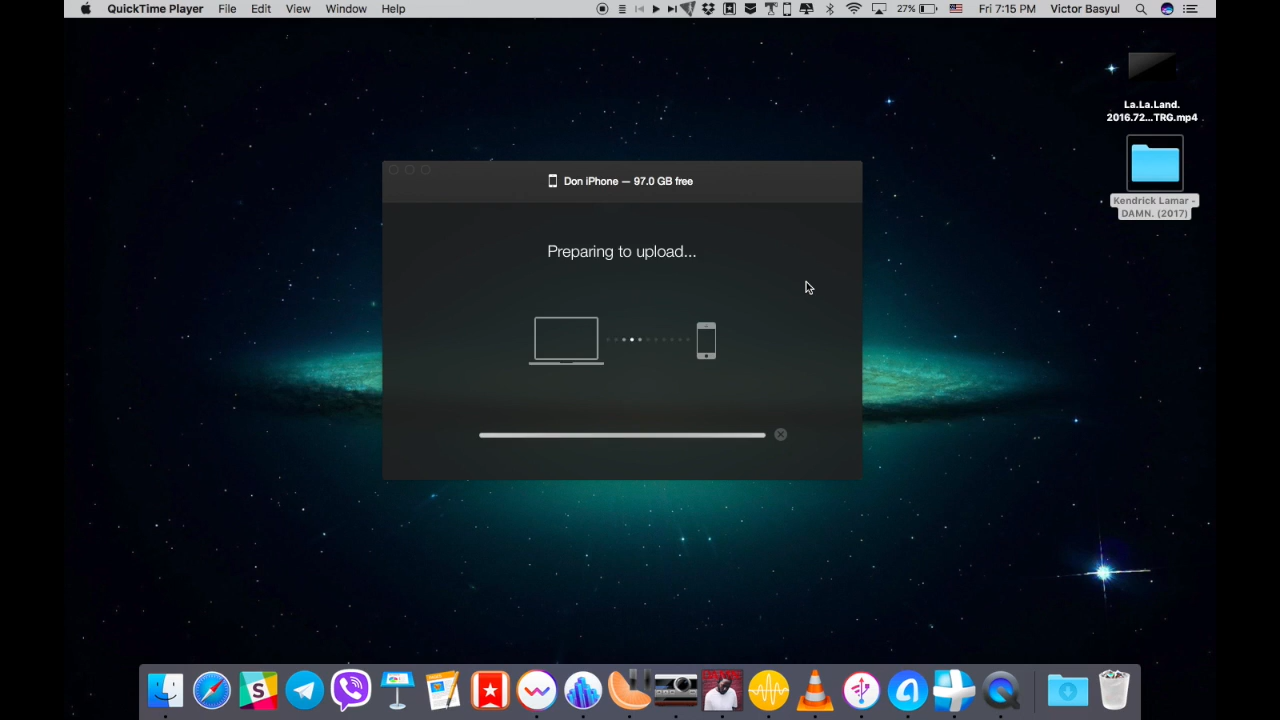 QuickTime Player File Edit View Window Help 27% Fri 7:15 PM Victor Basyul
La.La.Land.
2016.72...TRG.mp4
Kendrick Lamar -
DAMN. (2017)
Don iPhone — 97.0 GB free
Preparing to upload...
S